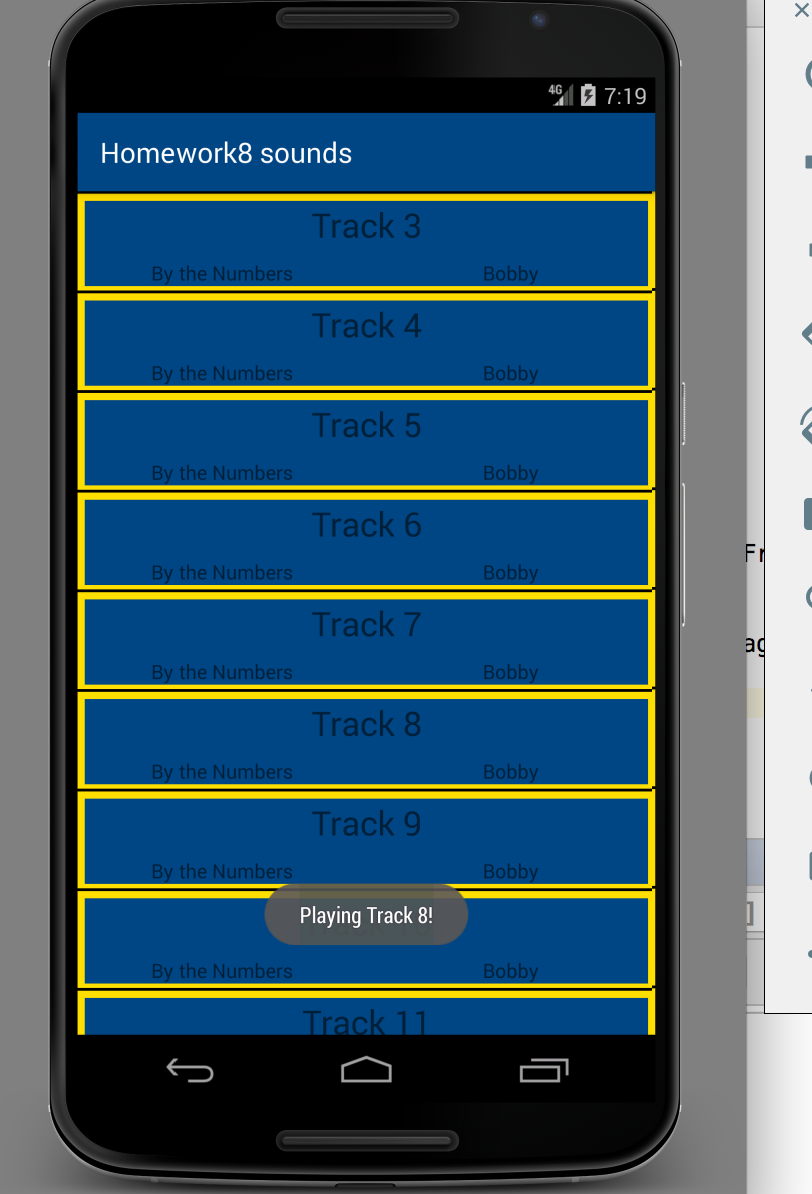 4G 7:19
Homework8 sounds
Track 3
By the Numbers Bobby
Track 4
By the Numbers Bobby
Track 5
By the Numbers Bobby
Track 6
By the Numbers Bobby
Track 7
By the Numbers Bobby
Track 8
By the Numbers Bobby
Track 9
By the Numbers Bobby
Playing Track 8!
By the Numbers Bobby
Track 11